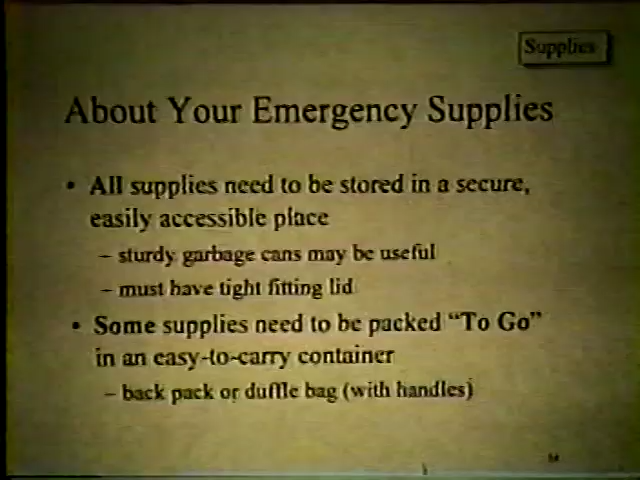 Supplies
About Your Emergency Supplies
• All supplies need to be stored in a secure,
easily accessible place
– sturdy garbage cans may be useful
– must have tight fitting lid
• Some supplies need to be packed “To Go”
in an easy-to-carry container
– back pack or duffle bag (with handles)